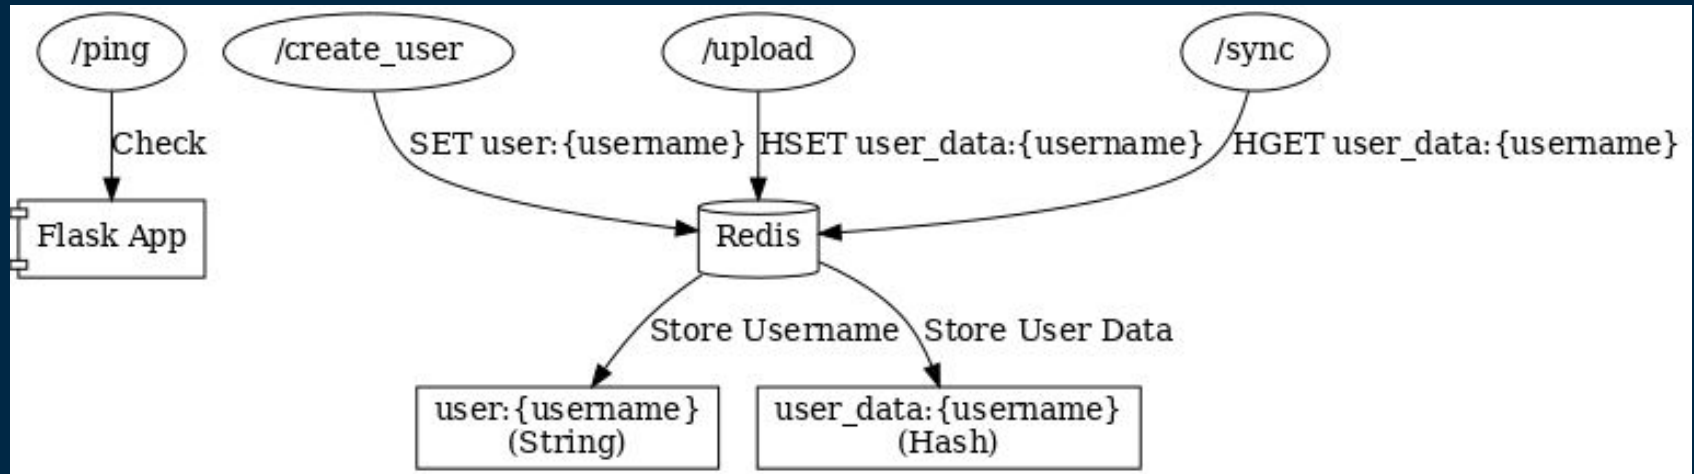 /ping
/create_user
/upload
/sync
Check
SET user:{username}
HSET user_data:{username}
HGET user_data:{username}
Flask App
Redis
Store Username
Store User Data
user:{username}
(String)
user_data:{username}
(Hash)